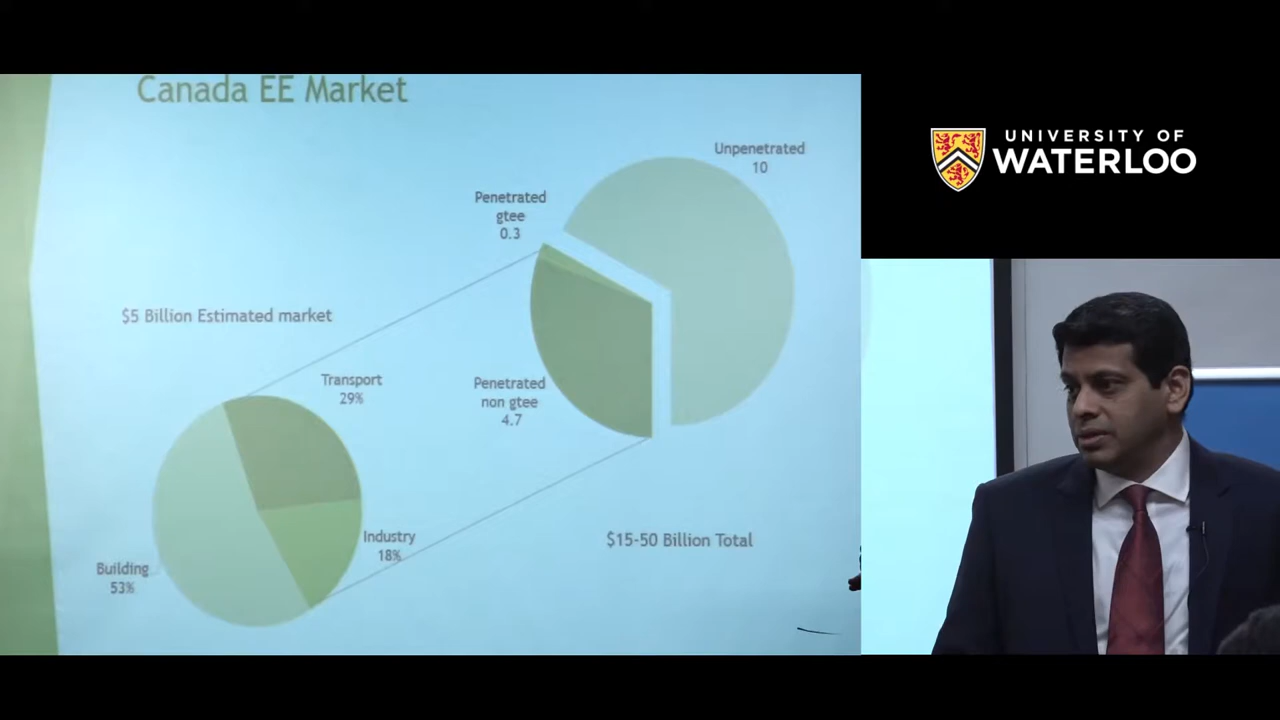 Canada EE Market
Unpenetrated
10
Penetrated
gtee
0.3
$5 Billion Estimated market
Transport
29%
Penetrated
non gtee
4.7
Industry
18%
$15-50 Billion Total
Building
53%
UNIVERSITY OF
WATERLOO